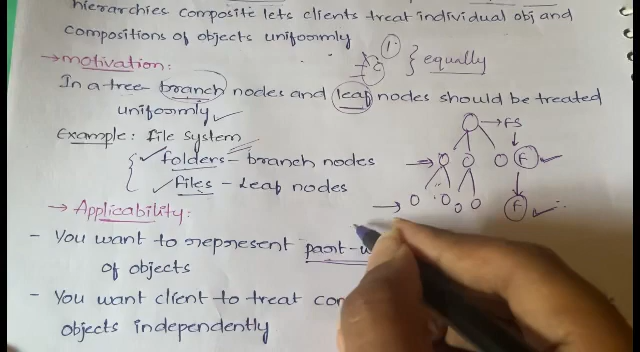 hierarchies composite lets clients treat individual obj and
compositions of objects uniformly
→ motivation:
1.
{ equally
In a tree- branch nodes and leaf nodes should be treated
uniformly
→ FS
Example: file system
{ folders - branch nodes
F
files - Leaf nodes
F
→ Applicability:
- You want to represent part-
of objects
- You want client to treat
objects independently